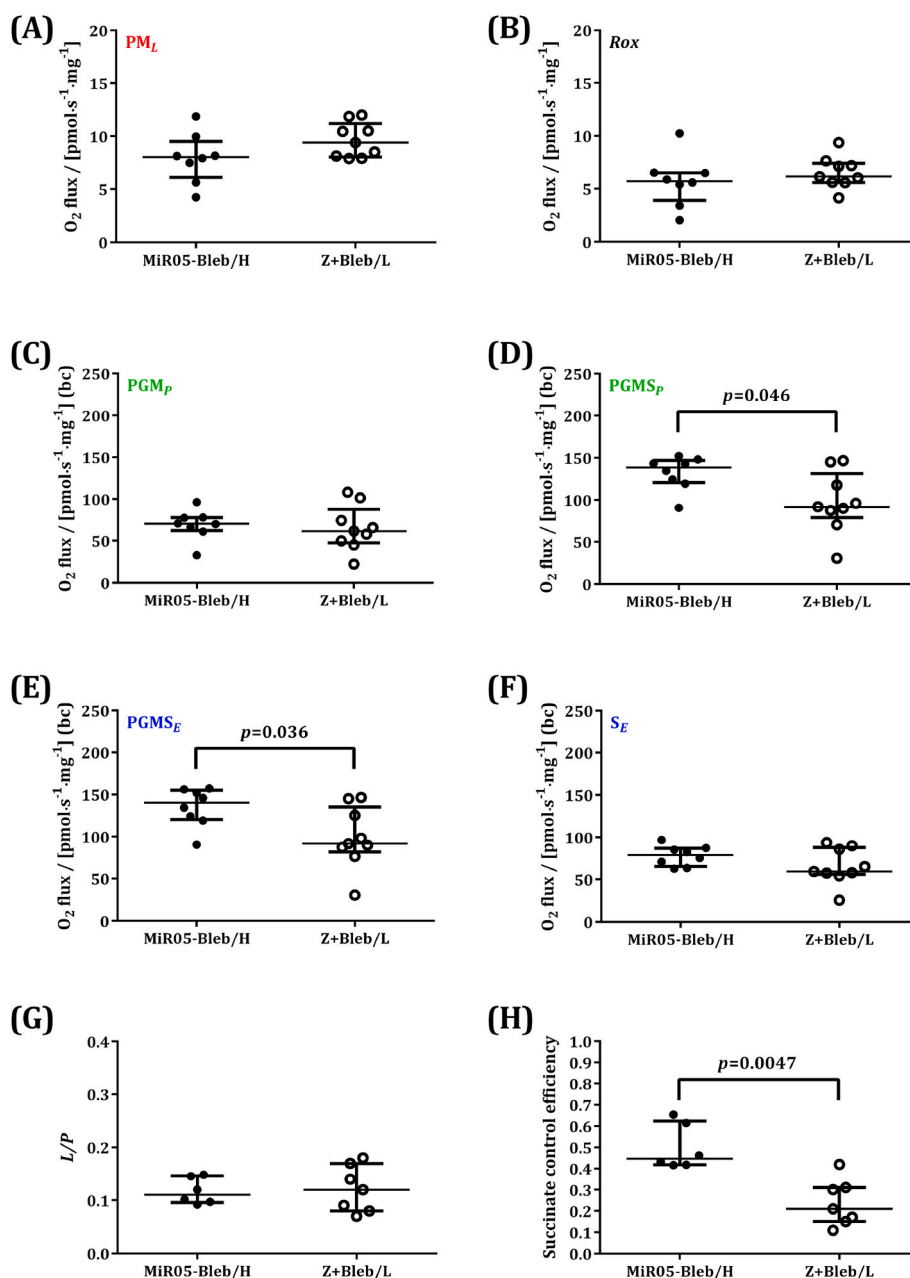 (A)
PM_L
O₂ flux / [pmol·s⁻¹·mg⁻¹]
20
15
10
5
0
MiR05-Bleb/H Z+Bleb/L
(B)
Rox
O₂ flux / [pmol·s⁻¹·mg⁻¹]
20
15
10
5
0
MiR05-Bleb/H Z+Bleb/L
(C)
PGM_P
O₂ flux / [pmol·s⁻¹·mg⁻¹] (bc)
250
200
150
100
50
0
MiR05-Bleb/H Z+Bleb/L
(D)
PGMS_P
p=0.046
O₂ flux / [pmol·s⁻¹·mg⁻¹] (bc)
250
200
150
100
50
0
MiR05-Bleb/H Z+Bleb/L
(E)
PGMS_E
p=0.036
O₂ flux / [pmol·s⁻¹·mg⁻¹] (bc)
250
200
150
100
50
0
MiR05-Bleb/H Z+Bleb/L
(F)
S_E
O₂ flux / [pmol·s⁻¹·mg⁻¹] (bc)
250
200
150
100
50
0
MiR05-Bleb/H Z+Bleb/L
(G)
L/P
0.4
0.3
0.2
0.1
0.0
MiR05-Bleb/H Z+Bleb/L
(H)
p=0.0047
Succinate control efficiency
1.0
0.9
0.8
0.7
0.6
0.5
0.4
0.3
0.2
0.1
0.0
MiR05-Bleb/H Z+Bleb/L